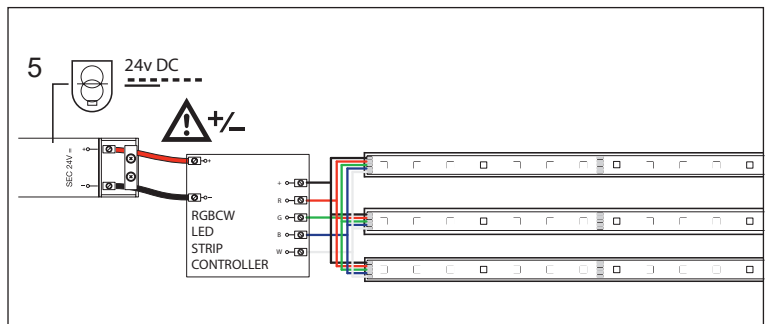 5
24v DC
+/-
SEC 24V =
+
-
+
-
RGBCW
LED
STRIP
CONTROLLER
+
R
G
B
W